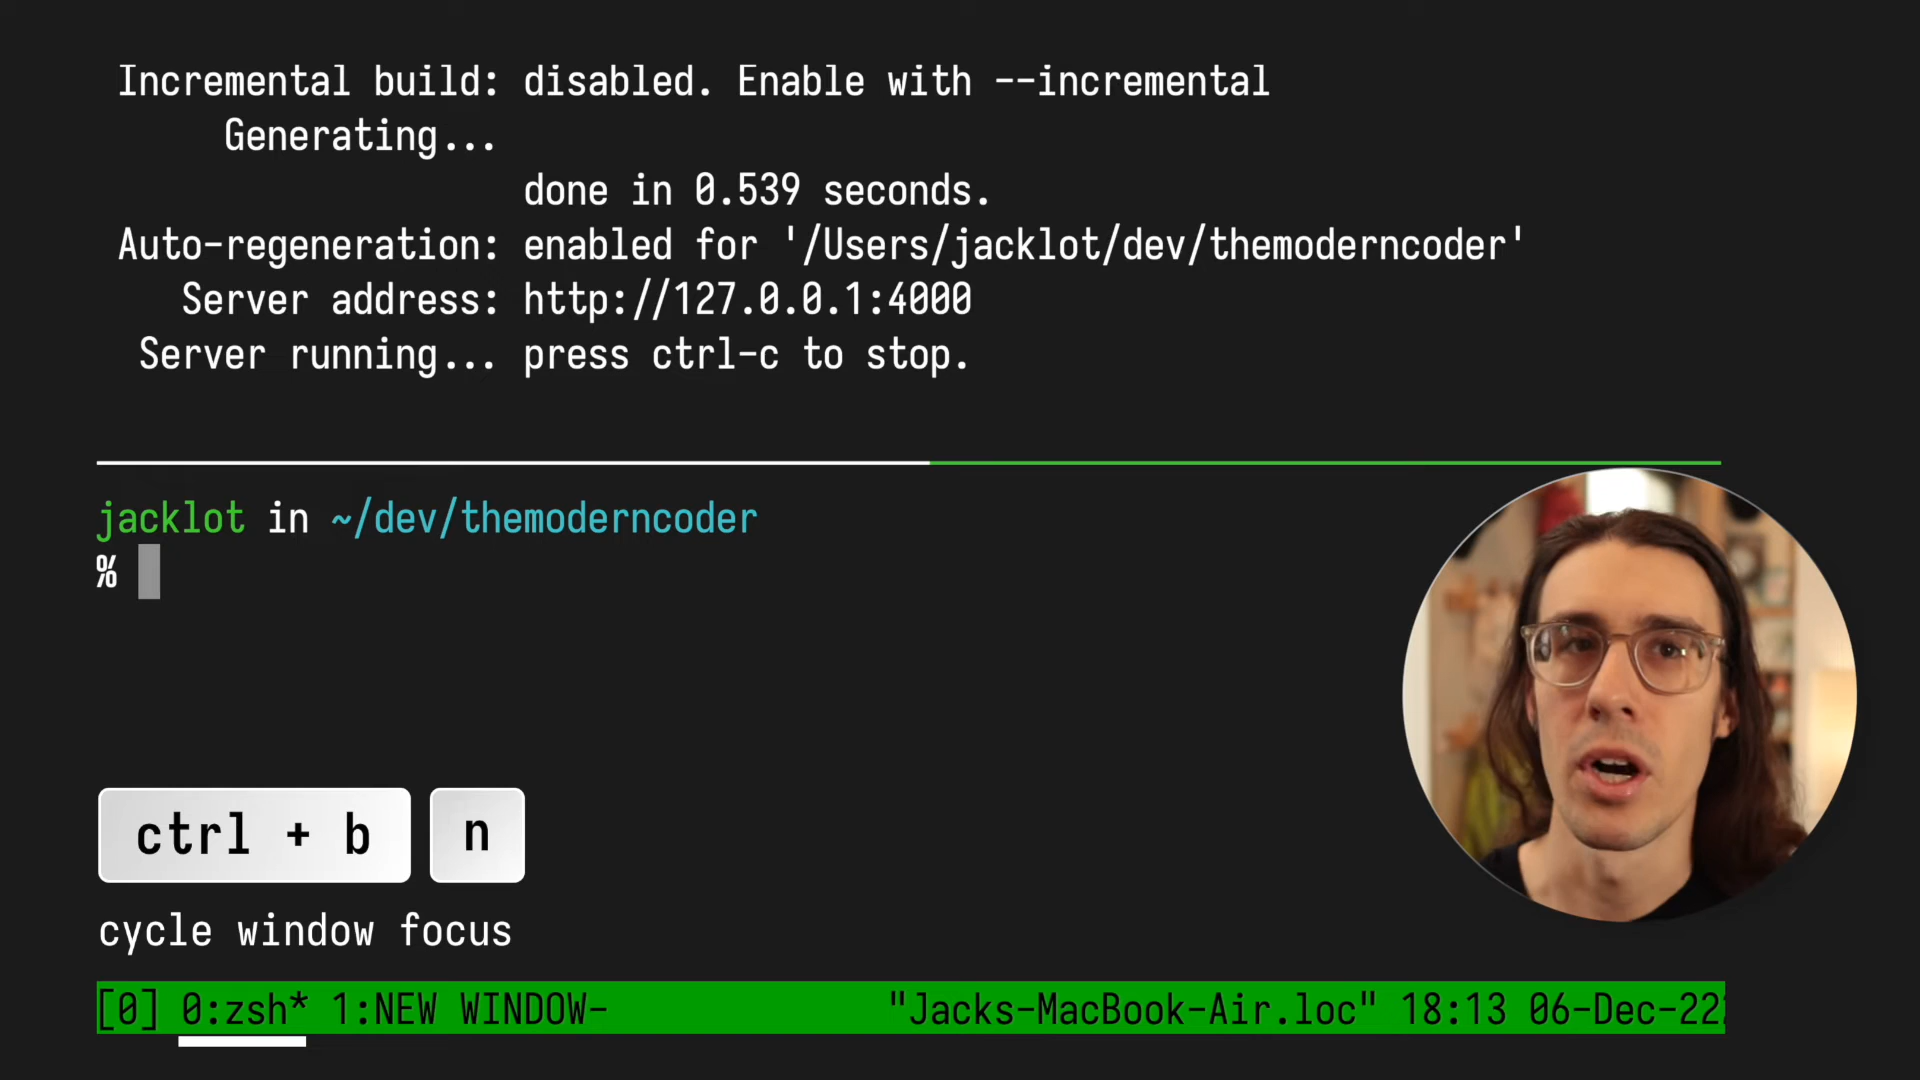 Incremental build: disabled. Enable with --incremental
Generating...
done in 0.539 seconds.
Auto-regeneration: enabled for '/Users/jacklot/dev/themoderncoder'
Server address: http://127.0.0.1:4000
Server running... press ctrl-c to stop.
jacklot in ~/dev/themoderncoder
%
ctrl + b n
cycle window focus
[0] 0:zsh* 1:NEW WINDOW- "Jacks-MacBook-Air.loc" 18:13 06-Dec-22